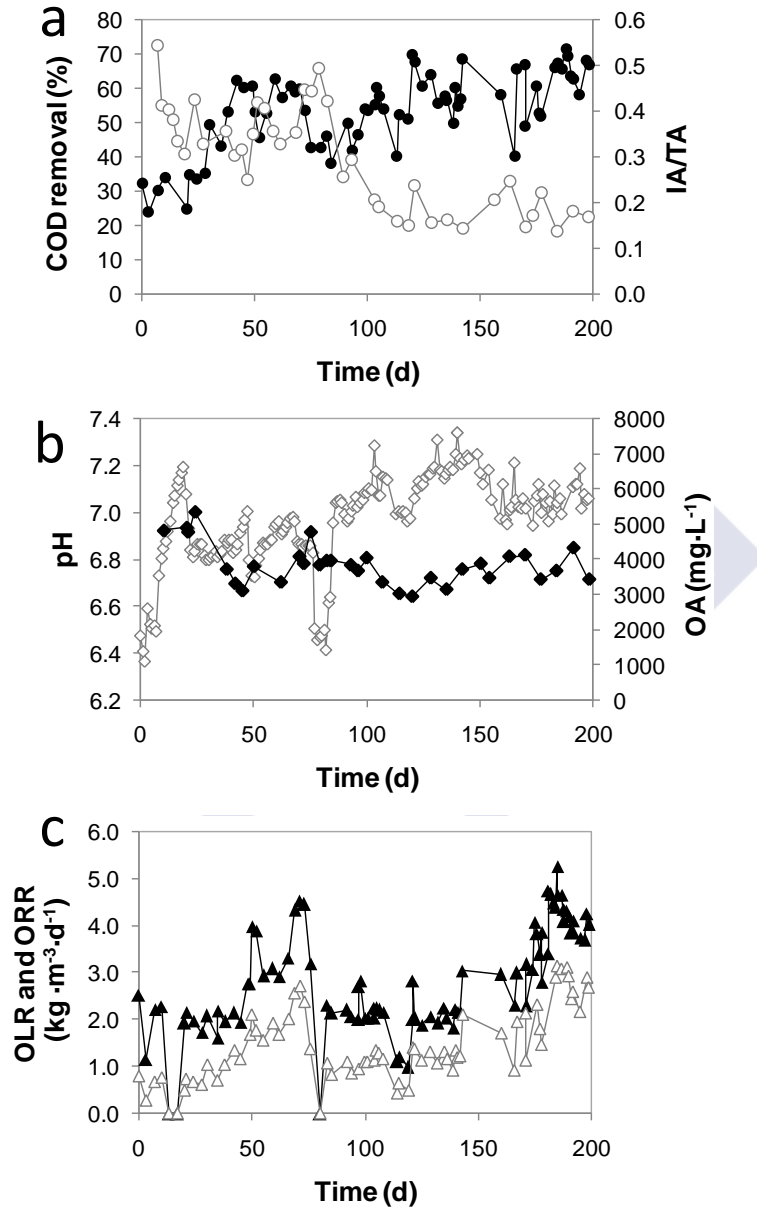 a
80
70
60
50
40
30
20
10
0
COD removal (%)
0.6
0.5
0.4
0.3
0.2
0.1
0.0
IA/TA
0 50 100 150 200
Time (d)
b
7.4
7.2
7.0
6.8
6.6
6.4
6.2
pH
8000
7000
6000
5000
4000
3000
2000
1000
0
OA (mg·L⁻¹)
0 50 100 150 200
Time (d)
c
6.0
5.0
4.0
3.0
2.0
1.0
0.0
OLR and ORR
(kg·m⁻³·d⁻¹)
0 50 100 150 200
Time (d)